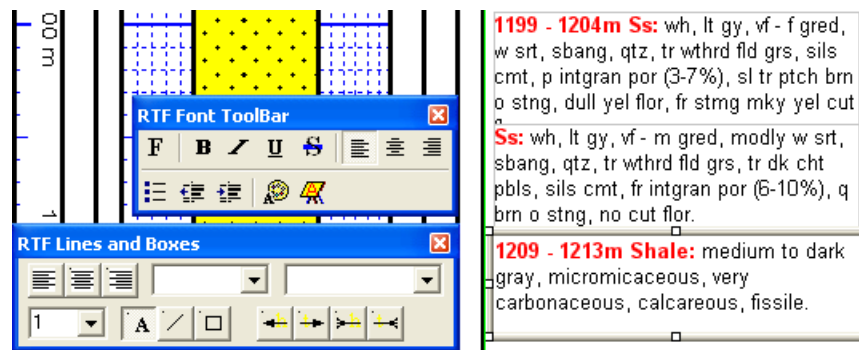 00 m
1
RTF Font ToolBar
F B I U S
A
RTF Lines and Boxes
1
A
1199 - 1204m Ss: wh, lt gy, vf - f gred,
w srt, sbang, qtz, tr wthrd fld grs, sils
cmt, p intgran por (3-7%), sl tr ptch brn
o stng, dull yel flor, fr stmg mky yel cut
Ss: wh, lt gy, vf - m gred, modly w srt,
sbang, qtz, tr wthrd fld grs, tr dk cht
pbls, sils cmt, fr intgran por (6-10%), q
brn o stng, no cut flor.
1209 - 1213m Shale: medium to dark
gray, micromicaceous, very
carbonaceous, calcareous, fissile.